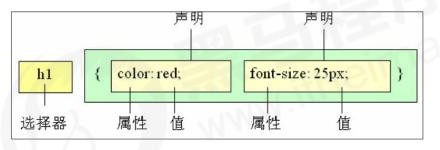 声明 声明
h1 { color: red; font-size: 25px; }
选择器 属性 值 属性 值